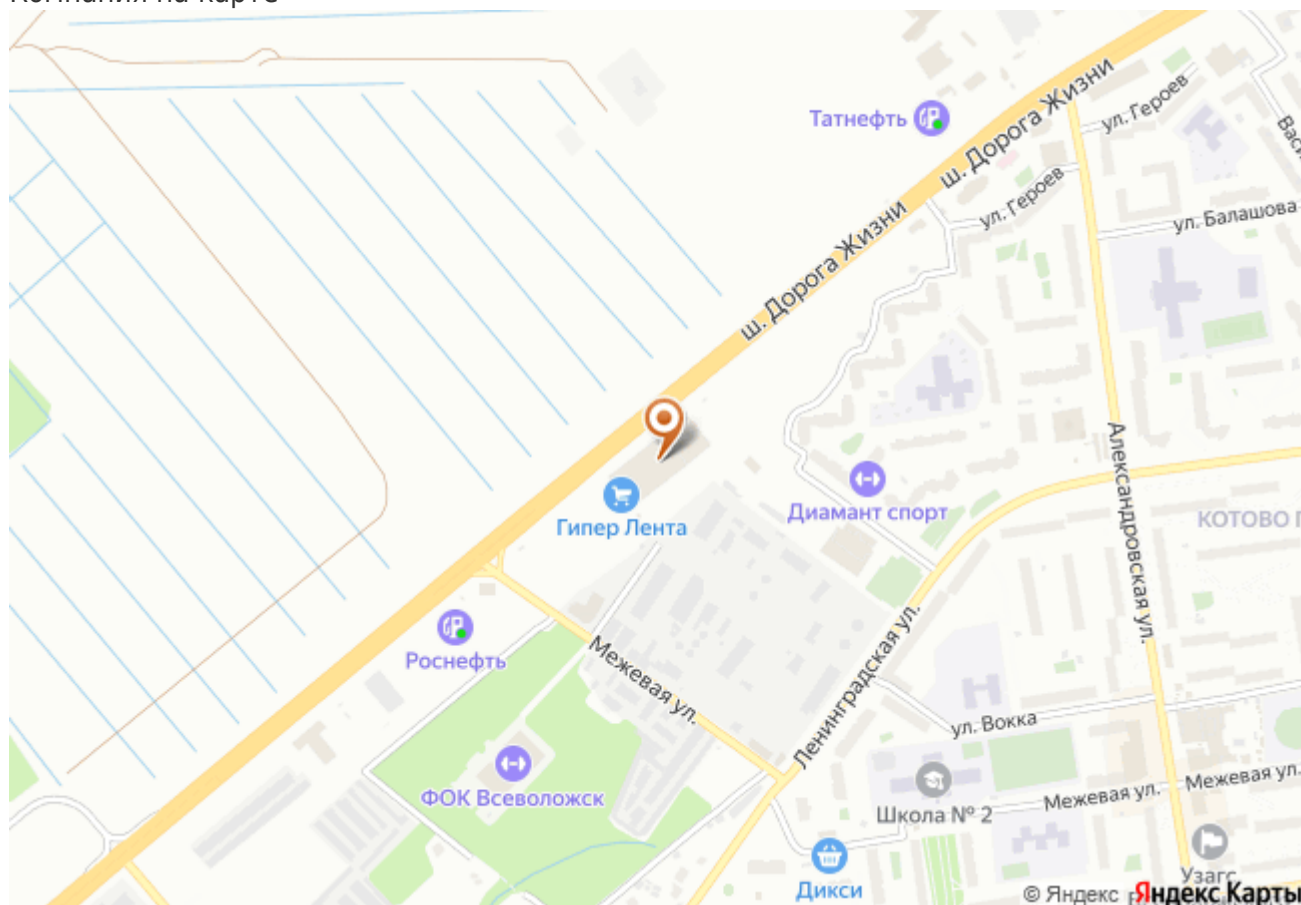 Компания на карте
Татнефть
ш. Дорога Жизни
ул. Героев
ул. Героев
ул. Балашова
ш. Дорога Жизни
Александровская ул.
Гипер Лента
Диамант спорт
КОТОВО П
Роснефть
Межевая ул.
Ленинградская ул.
ул. Вокка
ФОК Всеволожск
Школа № 2
Межевая ул.
Межевая ул.
Дикси
Узагс
© Яндекс
Яндекс Карты